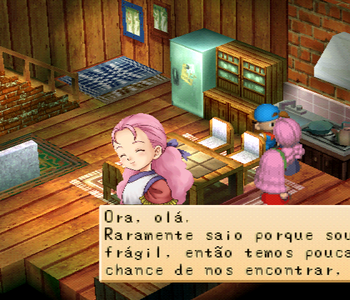 Ora, olá.
Raramente saio porque sou
frágil, então temos pouca
chance de nos encontrar.